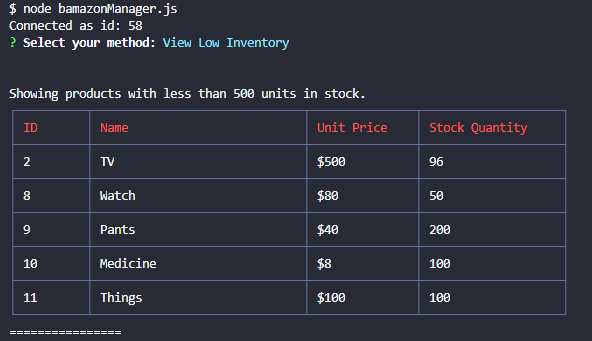 $ node bamazonManager.js
Connected as id: 58
? Select your method: View Low Inventory
Showing products with less than 500 units in stock.
ID Name Unit Price Stock Quantity
2 TV $500 96
8 Watch $80 50
9 Pants $40 200
10 Medicine $8 100
11 Things $100 100
================